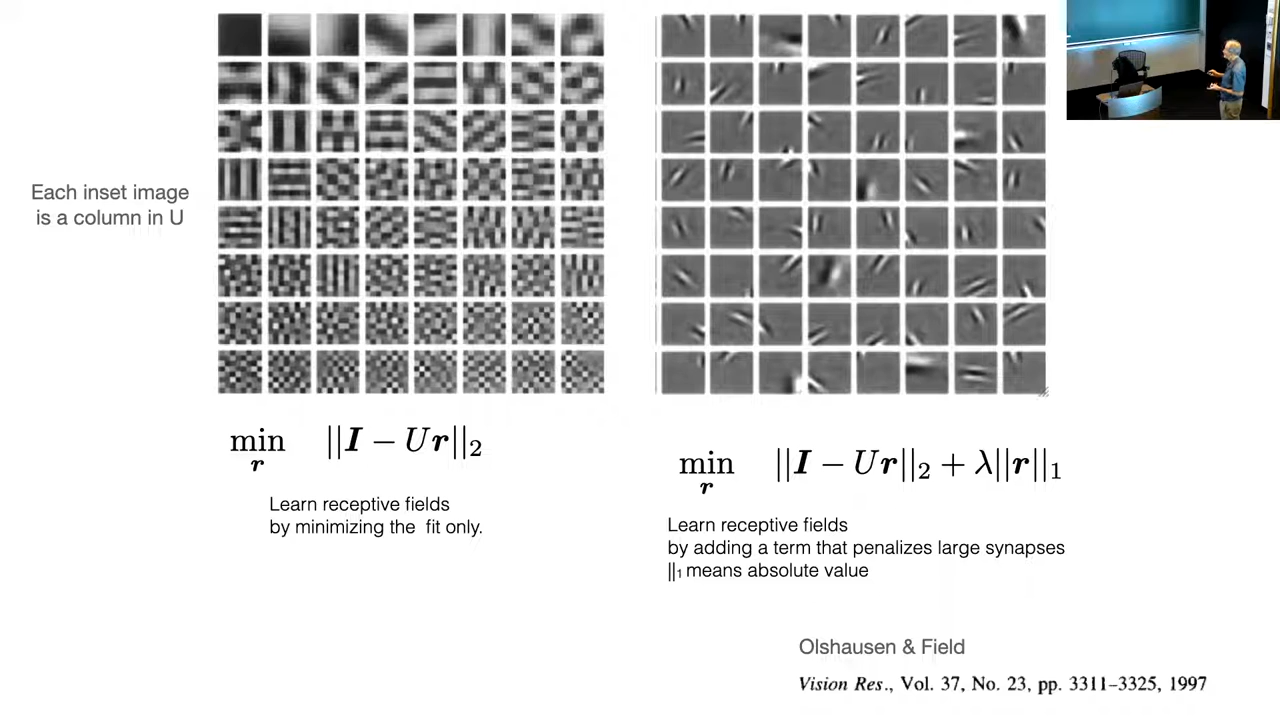 Each inset image
is a column in U
min
r
||I − Ur||₂
Learn receptive fields
by minimizing the fit only.
min
r
||I − Ur||₂ + λ||r||₁
Learn receptive fields
by adding a term that penalizes large synapses
||₁ means absolute value
Olshausen & Field
Vision Res., Vol. 37, No. 23, pp. 3311–3325, 1997